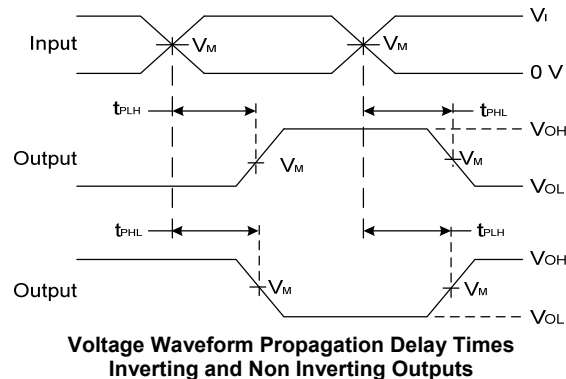 VI
Input
VM
VM
0 V
tPLH
tPHL
VOH
Output
VM
VM
VOL
tPHL
tPLH
VOH
Output
VM
VM
VOL
Voltage Waveform Propagation Delay Times
Inverting and Non Inverting Outputs